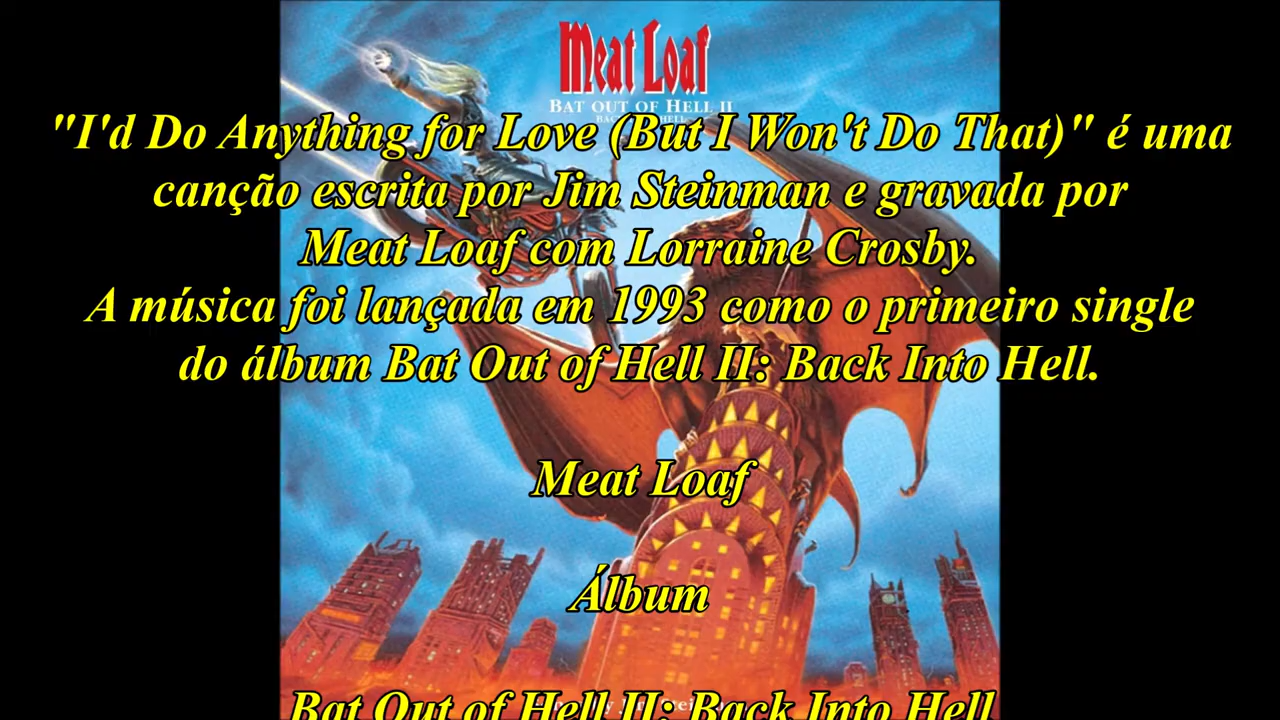 Meat Loaf
BAT OUT OF HELL II
"I'd Do Anything for Love (But I Won't Do That)" é uma
canção escrita por Jim Steinman e gravada por
Meat Loaf com Lorraine Crosby.
A música foi lançada em 1993 como o primeiro single
do álbum Bat Out of Hell II: Back Into Hell.
Meat Loaf
Álbum
Bat Out of Hell II: Back Into Hell